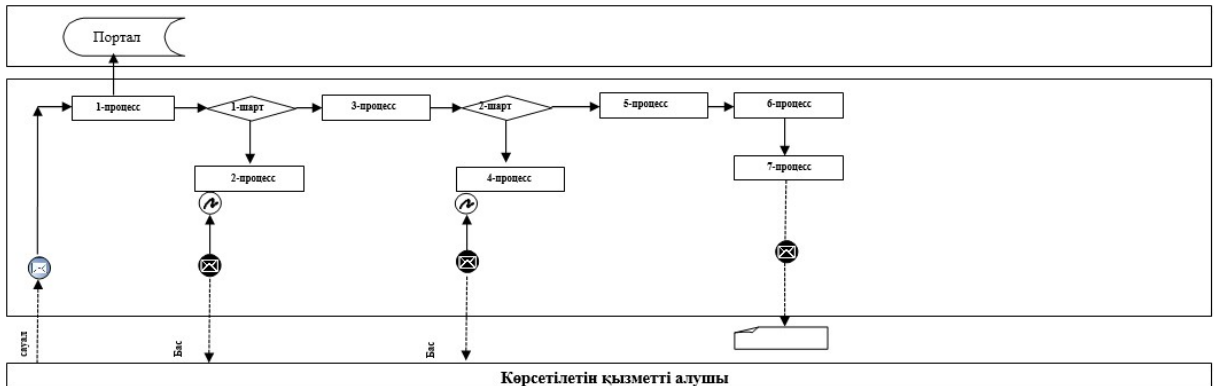 Портал
1-процесс
1-шарт
3-процесс
2-шарт
5-процесс
6-процесс
2-процесс
4-процесс
7-процесс
сауал
Бас
Бас
Көрсетілетін қызметті алушы